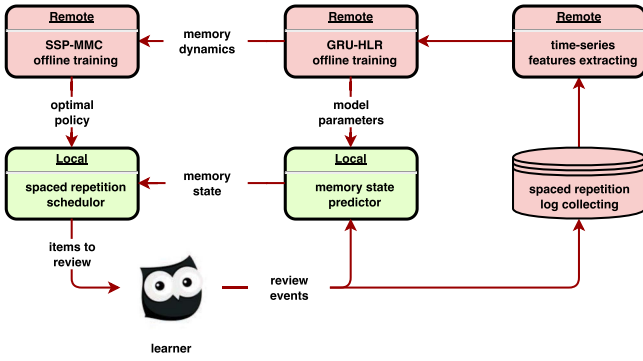 Remote
SSP-MMC
offline training
memory
dynamics
Remote
GRU-HLR
offline training
Remote
time-series
features extracting
optimal
policy
model
parameters
Local
spaced repetition
schedulor
memory
state
Local
memory state
predictor
spaced repetition
log collecting
items to
review
review
events
learner